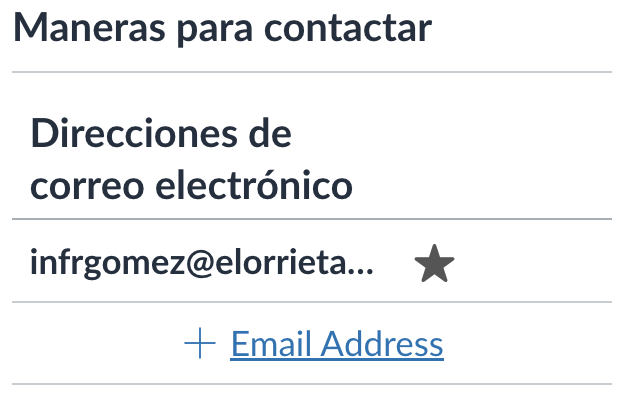 Maneras para contactar
Direcciones de
correo electrónico
infrgomez@elorrieta...
Email Address